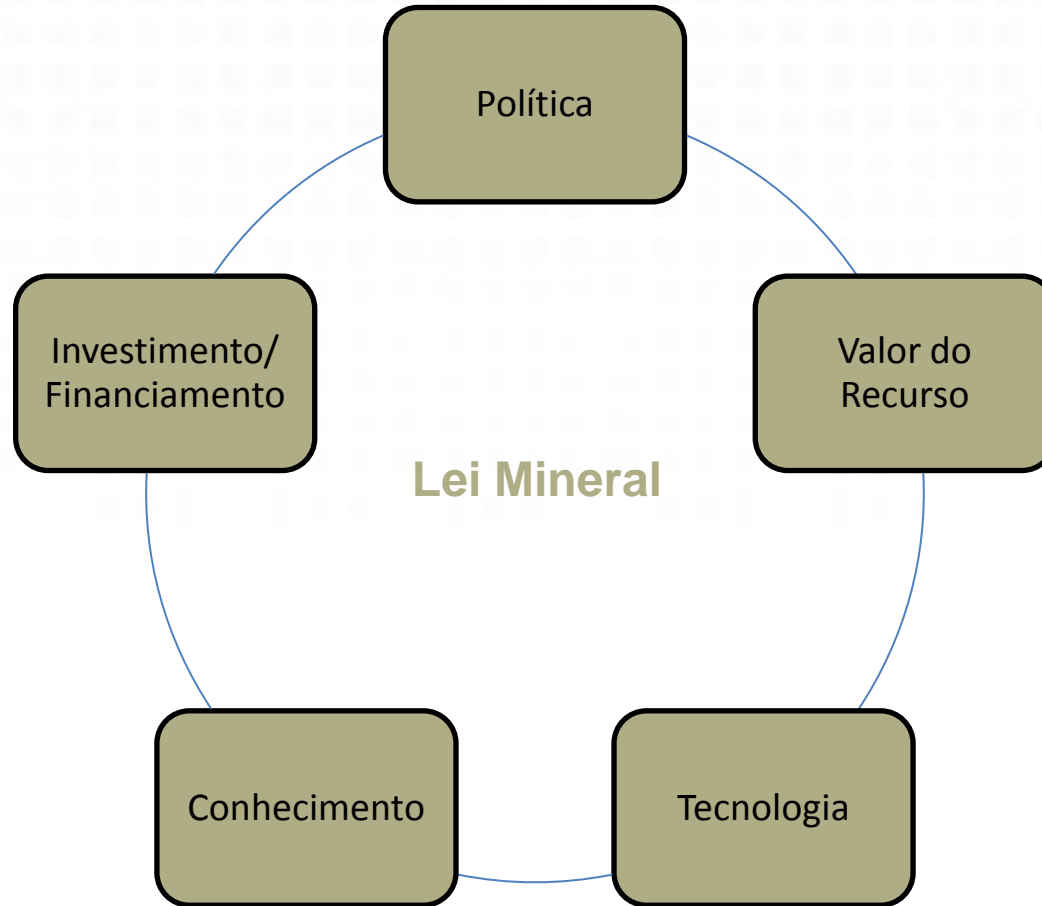 Política
Investimento/
Financiamento
Valor do
Recurso
Lei Mineral
Conhecimento
Tecnologia